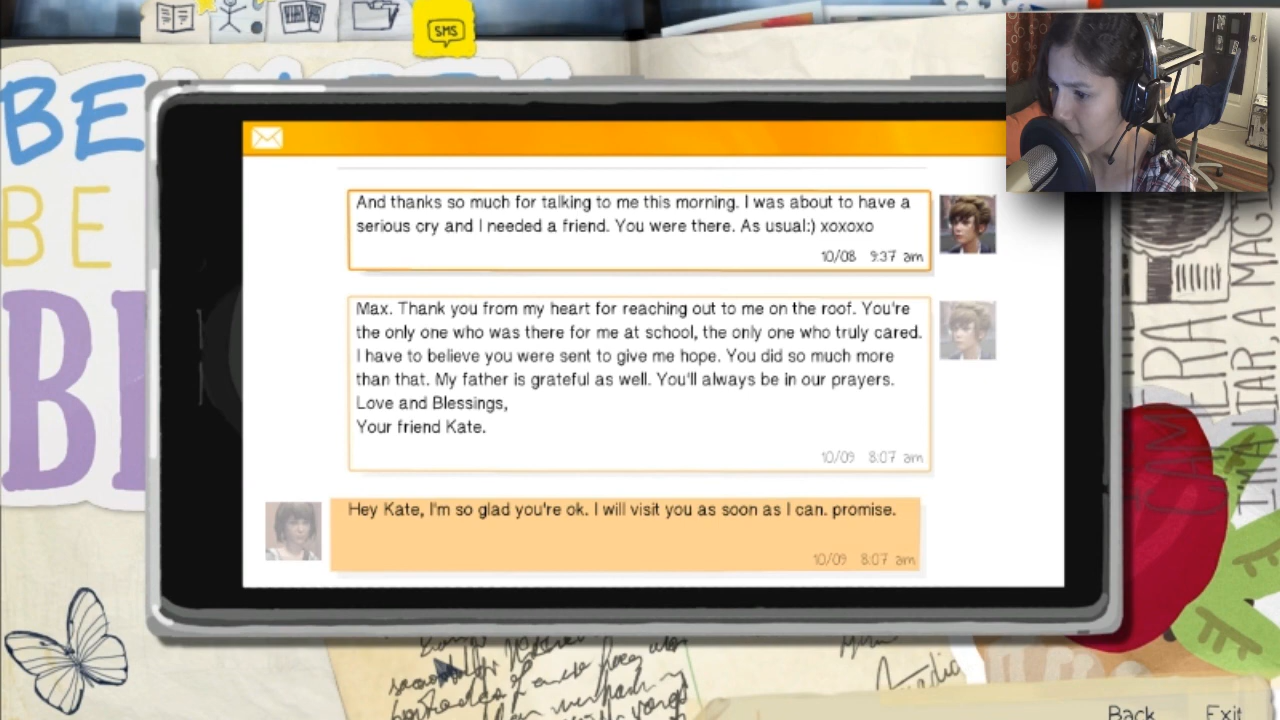 SMS
BE
BE
And thanks so much for talking to me this morning. I was about to have a
serious cry and I needed a friend. You were there. As usual:) xoxoxo
10/08 9:37 am
Max. Thank you from my heart for reaching out to me on the roof. You're
the only one who was there for me at school, the only one who truly cared.
I have to believe you were sent to give me hope. You did so much more
than that. My father is grateful as well. You'll always be in our prayers.
Love and Blessings,
Your friend Kate.
10/09 8:07 am
Hey Kate, I'm so glad you're ok. I will visit you as soon as I can. promise.
10/09 8:07 am
Back Exit